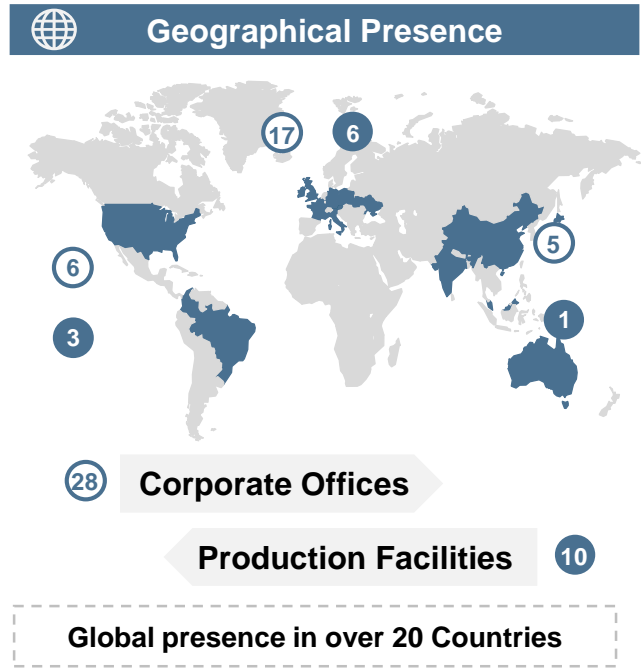 Geographical Presence
17
6
6
5
3
1
28
Corporate Offices
Production Facilities
10
Global presence in over 20 Countries